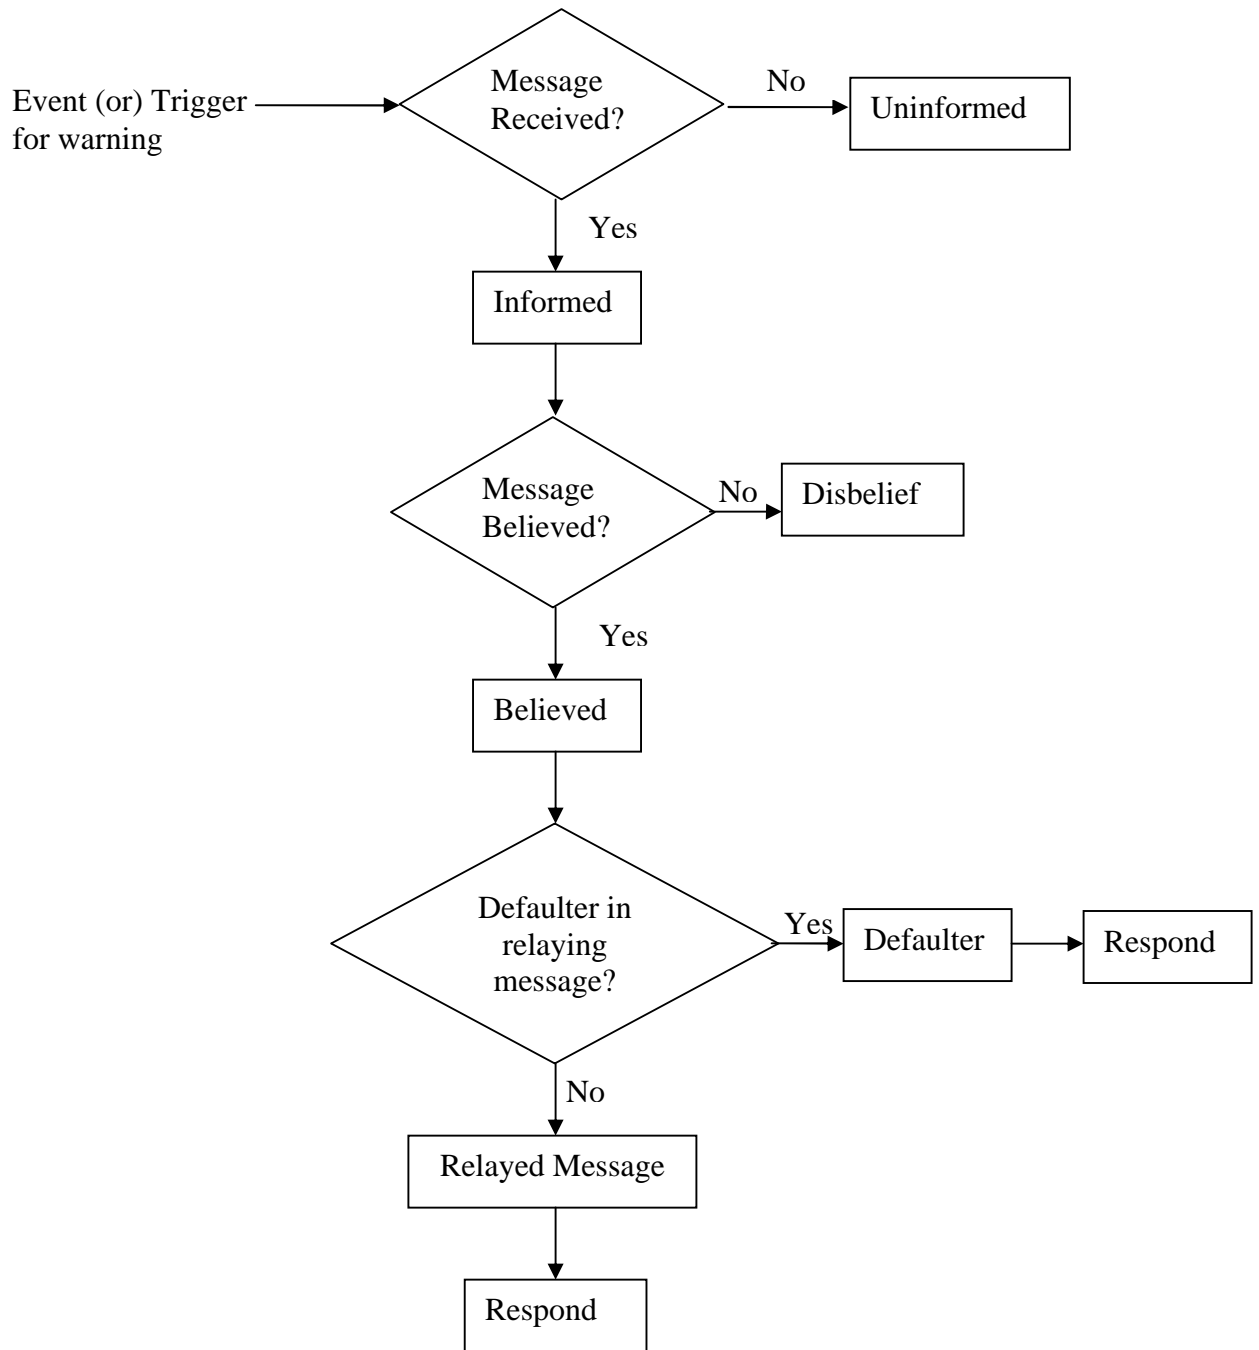 Event (or) Trigger
for warning
Message
Received?
No
Uninformed
Yes
Informed
Message
Believed?
No
Disbelief
Yes
Believed
Defaulter in
relaying
message?
Yes
Defaulter
Respond
No
Relayed Message
Respond